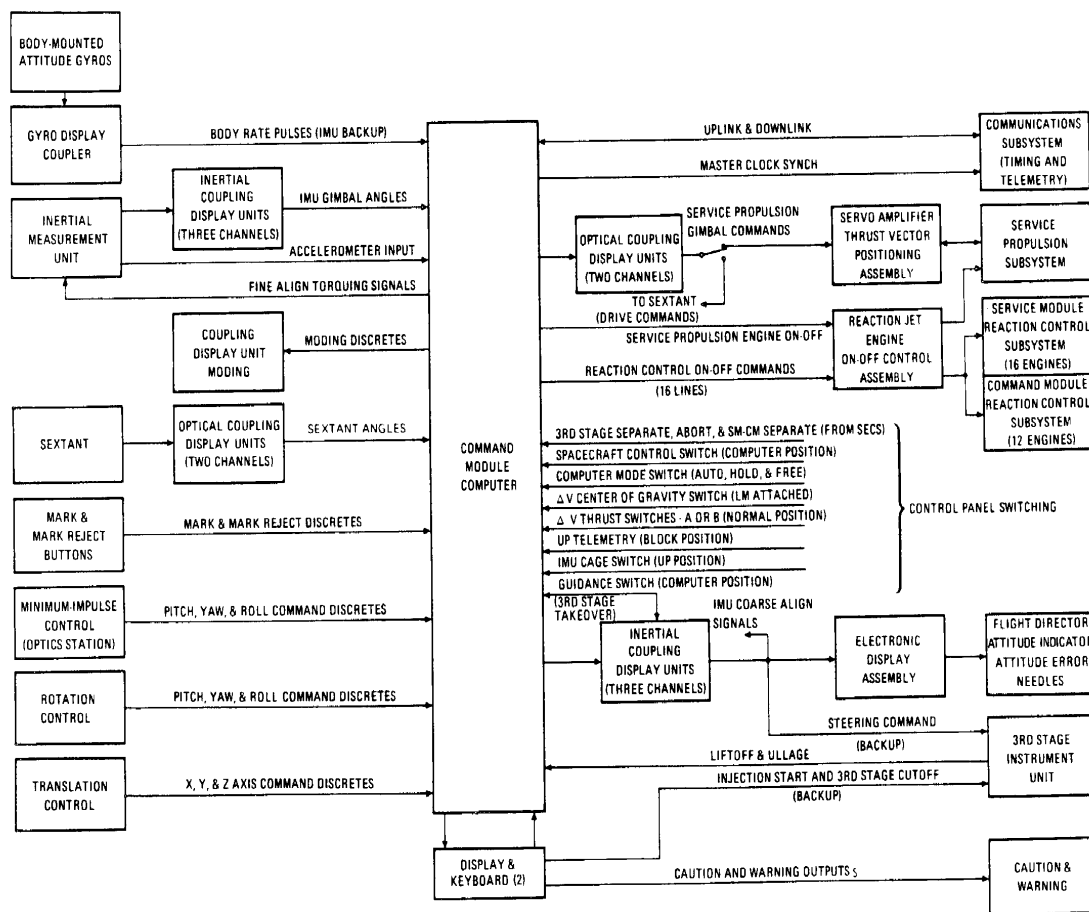 BODY-MOUNTED
ATTITUDE GYROS
GYRO DISPLAY
COUPLER
BODY RATE PULSES (IMU BACKUP)
INERTIAL
COUPLING
DISPLAY UNITS
(THREE CHANNELS)
IMU GIMBAL ANGLES
INERTIAL
MEASUREMENT
UNIT
ACCELEROMETER INPUT
FINE ALIGN TORQUING SIGNALS
COUPLING
DISPLAY UNIT
MODING
MODING DISCRETES
SEXTANT
OPTICAL COUPLING
DISPLAY UNITS
(TWO CHANNELS)
SEXTANT ANGLES
MARK &
MARK REJECT
BUTTONS
MARK & MARK REJECT DISCRETES
MINIMUM-IMPULSE
CONTROL
(OPTICS STATION)
PITCH, YAW, & ROLL COMMAND DISCRETES
ROTATION
CONTROL
PITCH, YAW, & ROLL COMMAND DISCRETES
TRANSLATION
CONTROL
X, Y, & Z AXIS COMMAND DISCRETES
COMMAND
MODULE
COMPUTER
DISPLAY &
KEYBOARD (2)
UPLINK & DOWNLINK
MASTER CLOCK SYNCH
COMMUNICATIONS
SUBSYSTEM
(TIMING AND
TELEMETRY)
OPTICAL COUPLING
DISPLAY UNITS
(TWO CHANNELS)
SERVICE PROPULSION
GIMBAL COMMANDS
TO SEXTANT
(DRIVE COMMANDS)
SERVO AMPLIFIER
THRUST VECTOR
POSITIONING
ASSEMBLY
SERVICE
PROPULSION
SUBSYSTEM
SERVICE PROPULSION ENGINE ON-OFF
REACTION CONTROL ON-OFF COMMANDS
(16 LINES)
REACTION JET
ENGINE
ON-OFF CONTROL
ASSEMBLY
SERVICE MODULE
REACTION CONTROL
SUBSYSTEM
(16 ENGINES)
COMMAND MODULE
REACTION CONTROL
SUBSYSTEM
(12 ENGINES)
3RD STAGE SEPARATE, ABORT, & SM-CM SEPARATE (FROM SECS)
SPACECRAFT CONTROL SWITCH (COMPUTER POSITION)
COMPUTER MODE SWITCH (AUTO, HOLD, & FREE)
Δ V CENTER OF GRAVITY SWITCH (LM ATTACHED)
Δ V THRUST SWITCHES - A OR B (NORMAL POSITION)
UP TELEMETRY (BLOCK POSITION)
IMU CAGE SWITCH (UP POSITION)
GUIDANCE SWITCH (COMPUTER POSITION)
(3RD STAGE
TAKEOVER)
CONTROL PANEL SWITCHING
INERTIAL
COUPLING
DISPLAY UNITS
(THREE CHANNELS)
IMU COARSE ALIGN
SIGNALS
ELECTRONIC
DISPLAY
ASSEMBLY
FLIGHT DIRECTOR
ATTITUDE INDICATOR
ATTITUDE ERROR
NEEDLES
STEERING COMMAND
(BACKUP)
LIFTOFF & ULLAGE
INJECTION START AND 3RD STAGE CUTOFF
(BACKUP)
3RD STAGE
INSTRUMENT
UNIT
CAUTION AND WARNING OUTPUTS 5
CAUTION &
WARNING